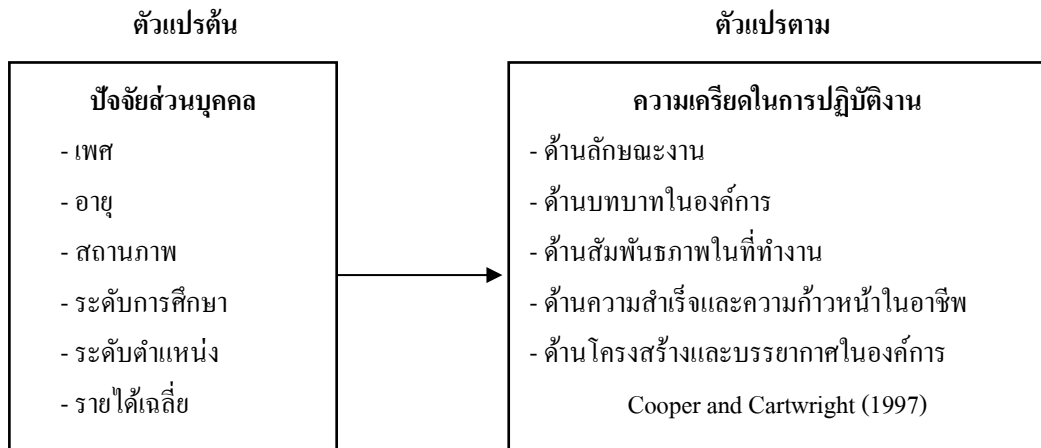 ตัวแปรต้น
ปัจจัยส่วนบุคคล
- เพศ
- อายุ
- สถานภาพ
- ระดับการศึกษา
- ระดับตำแหน่ง
- รายได้เฉลี่ย
ตัวแปรตาม
ความเครียดในการปฏิบัติงาน
- ด้านลักษณะงาน
- ด้านบทบาทในองค์การ
- ด้านสัมพันธภาพในที่ทำงาน
- ด้านความสำเร็จและความก้าวหน้าในอาชีพ
- ด้านโครงสร้างและบรรยากาศในองค์การ
Cooper and Cartwright (1997)